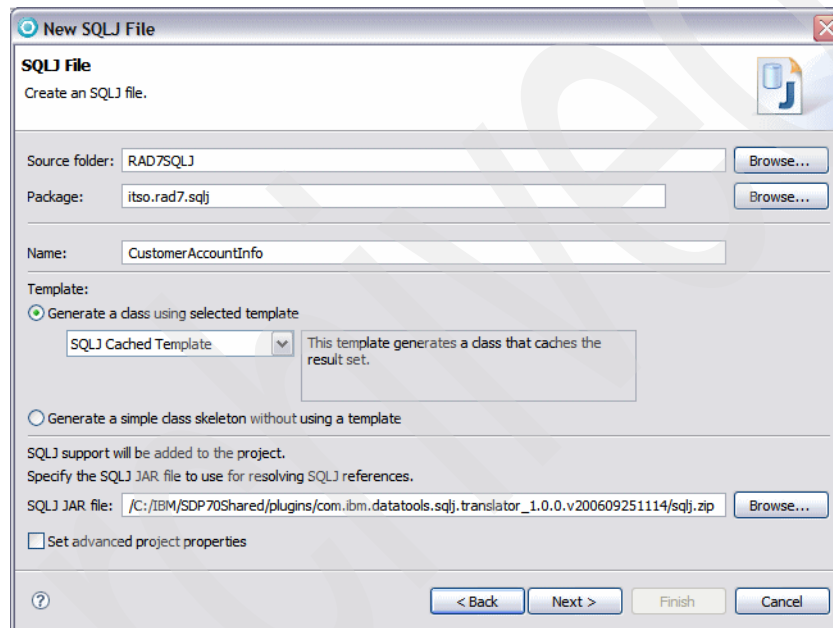 New SQLJ File
SQLJ File
Create an SQLJ file.
Source folder: RAD7SQLJ Browse...
Package: itso.rad7.sqlj Browse...
Name: CustomerAccountInfo
Template:
Generate a class using selected template
SQLJ Cached Template This template generates a class that caches the
result set.
Generate a simple class skeleton without using a template
SQLJ support will be added to the project.
Specify the SQLJ JAR file to use for resolving SQLJ references.
SQLJ JAR file: /C:/IBM/SDP70Shared/plugins/com.ibm.datatools.sqlj.translator_1.0.0.v200609251114/sqlj.zip Browse...
Set advanced project properties
? < Back Next > Finish Cancel